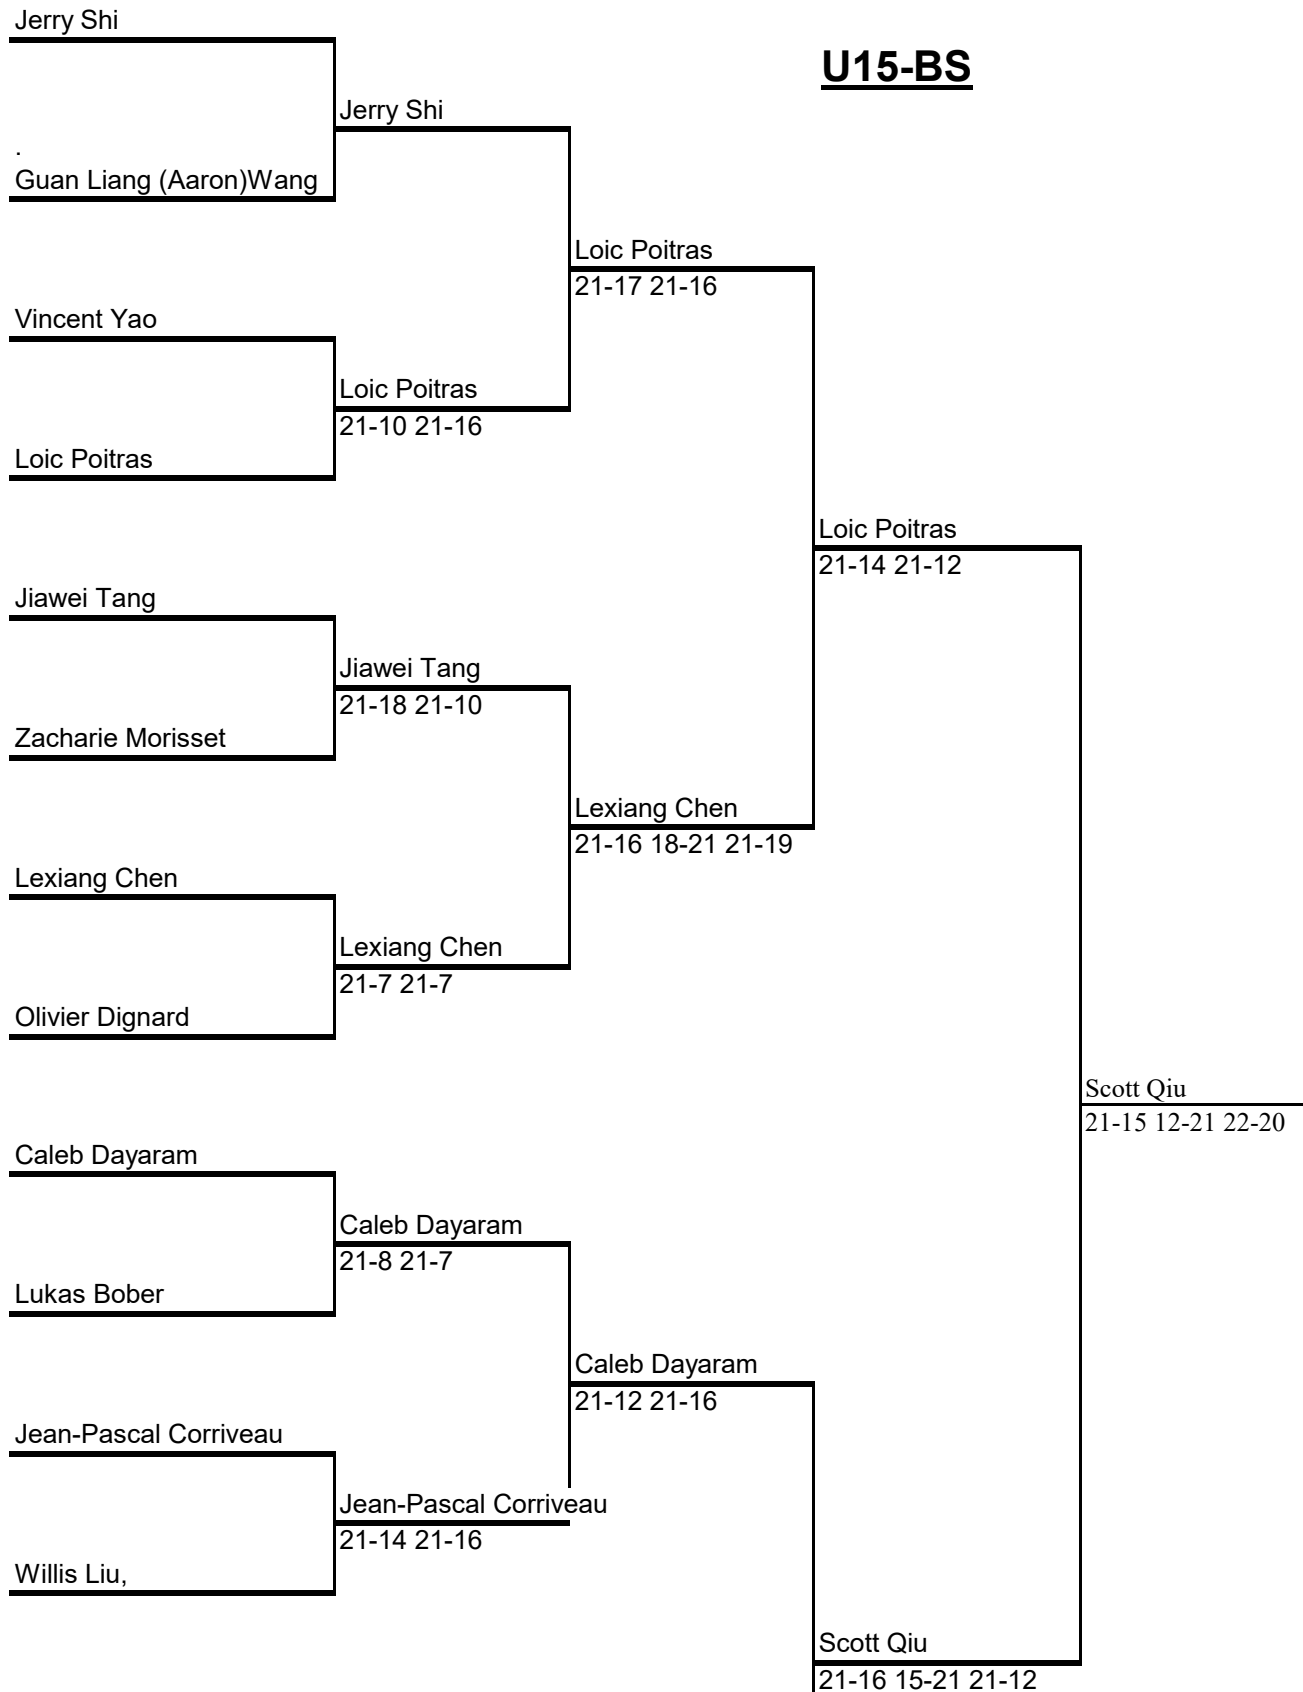 Jerry Shi
U15-BS
Jerry Shi
.
Guan Liang (Aaron)Wang
Loic Poitras
21-17 21-16
Vincent Yao
Loic Poitras
21-10 21-16
Loic Poitras
Loic Poitras
21-14 21-12
Jiawei Tang
Jiawei Tang
21-18 21-10
Zacharie Morisset
Lexiang Chen
21-16 18-21 21-19
Lexiang Chen
Lexiang Chen
21-7 21-7
Olivier Dignard
Scott Qiu
21-15 12-21 22-20
Caleb Dayaram
Caleb Dayaram
21-8 21-7
Lukas Bober
Caleb Dayaram
21-12 21-16
Jean-Pascal Corriveau
Jean-Pascal Corriveau
21-14 21-16
Willis Liu,
Scott Qiu
21-16 15-21 21-12